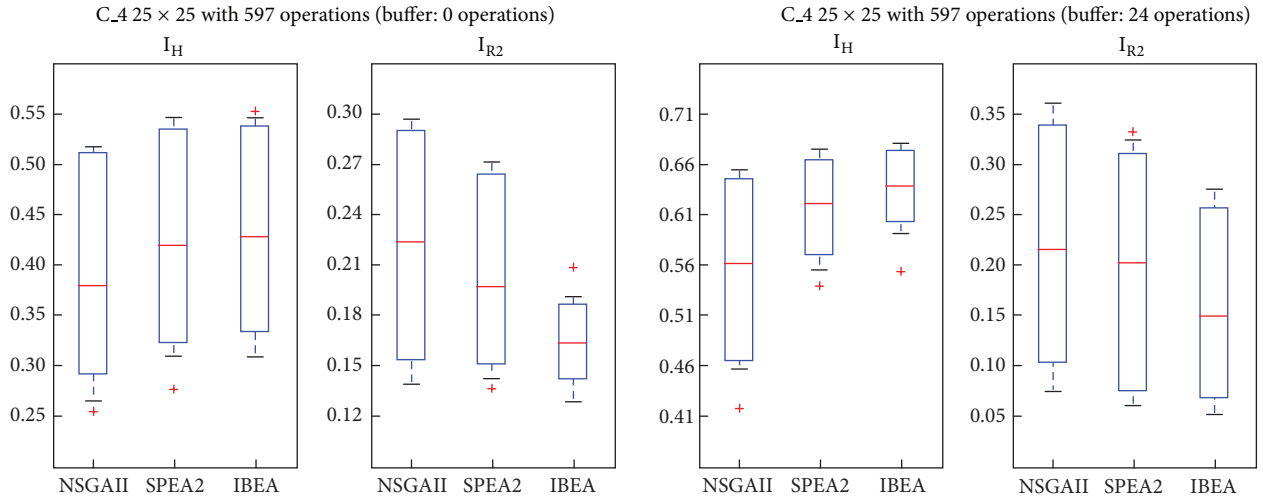 C_4 25 × 25 with 597 operations (buffer: 0 operations)
I_H
0.55
0.50
0.45
0.40
0.35
0.30
0.25
NSGAII SPEA2 IBEA
I_R2
0.30
0.27
0.24
0.21
0.18
0.15
0.12
NSGAII SPEA2 IBEA
C_4 25 × 25 with 597 operations (buffer: 24 operations)
I_H
0.71
0.66
0.61
0.56
0.51
0.46
0.41
NSGAII SPEA2 IBEA
I_R2
0.35
0.30
0.25
0.20
0.15
0.10
0.05
NSGAII SPEA2 IBEA